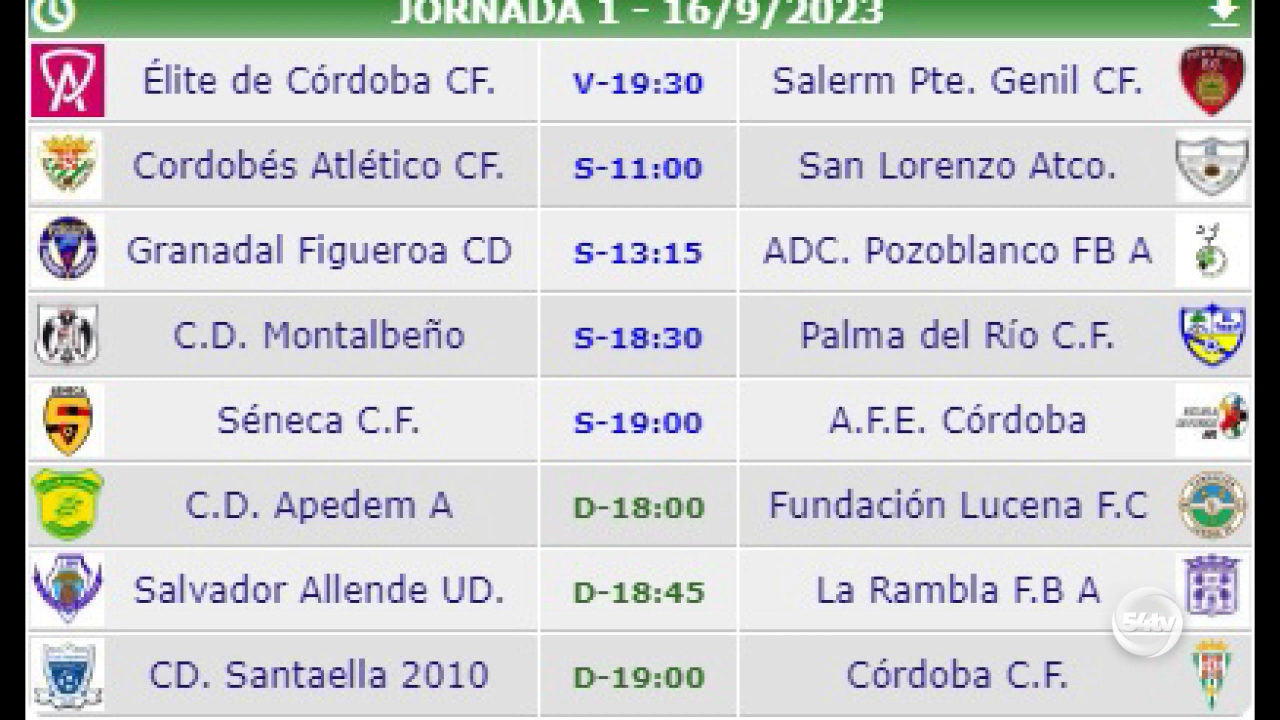 JORNADA 1 - 16/9/2023
Élite de Córdoba CF. V-19:30 Salerm Pte. Genil CF.
Cordobés Atlético CF. S-11:00 San Lorenzo Atco.
Granadal Figueroa CD S-13:15 ADC. Pozoblanco FB A
C.D. Montalbeño S-18:30 Palma del Río C.F.
Séneca C.F. S-19:00 A.F.E. Córdoba
C.D. Apedem A D-18:00 Fundación Lucena F.C
Salvador Allende UD. D-18:45 La Rambla F.B A
54tv
CD. Santaella 2010 D-19:00 Córdoba C.F.